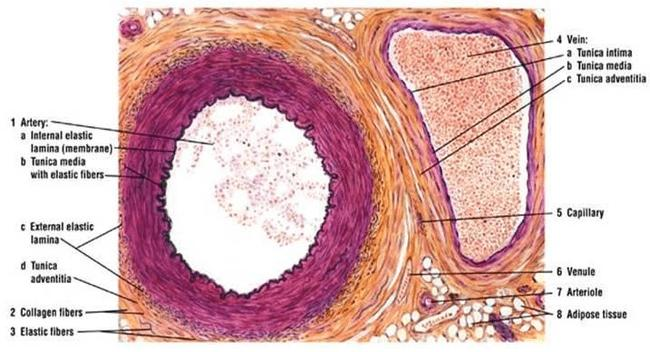 1 Artery:
a Internal elastic
lamina (membrane)
b Tunica media
with elastic fibers
c External elastic
lamina
d Tunica
adventitia
2 Collagen fibers
3 Elastic fibers
4 Vein:
a Tunica intima
b Tunica media
c Tunica adventitia
5 Capillary
6 Venule
7 Arteriole
8 Adipose tissue